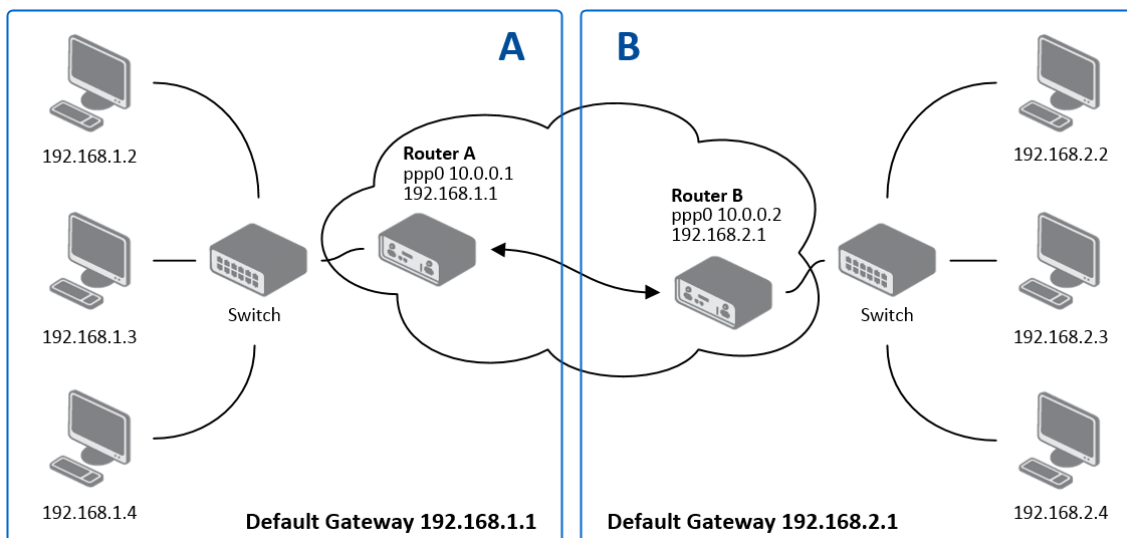 A
B
192.168.1.2
192.168.2.2
Router A
ppp0 10.0.0.1
192.168.1.1
Router B
ppp0 10.0.0.2
192.168.2.1
192.168.1.3
Switch
Switch
192.168.2.3
192.168.1.4
Default Gateway 192.168.1.1
Default Gateway 192.168.2.1
192.168.2.4